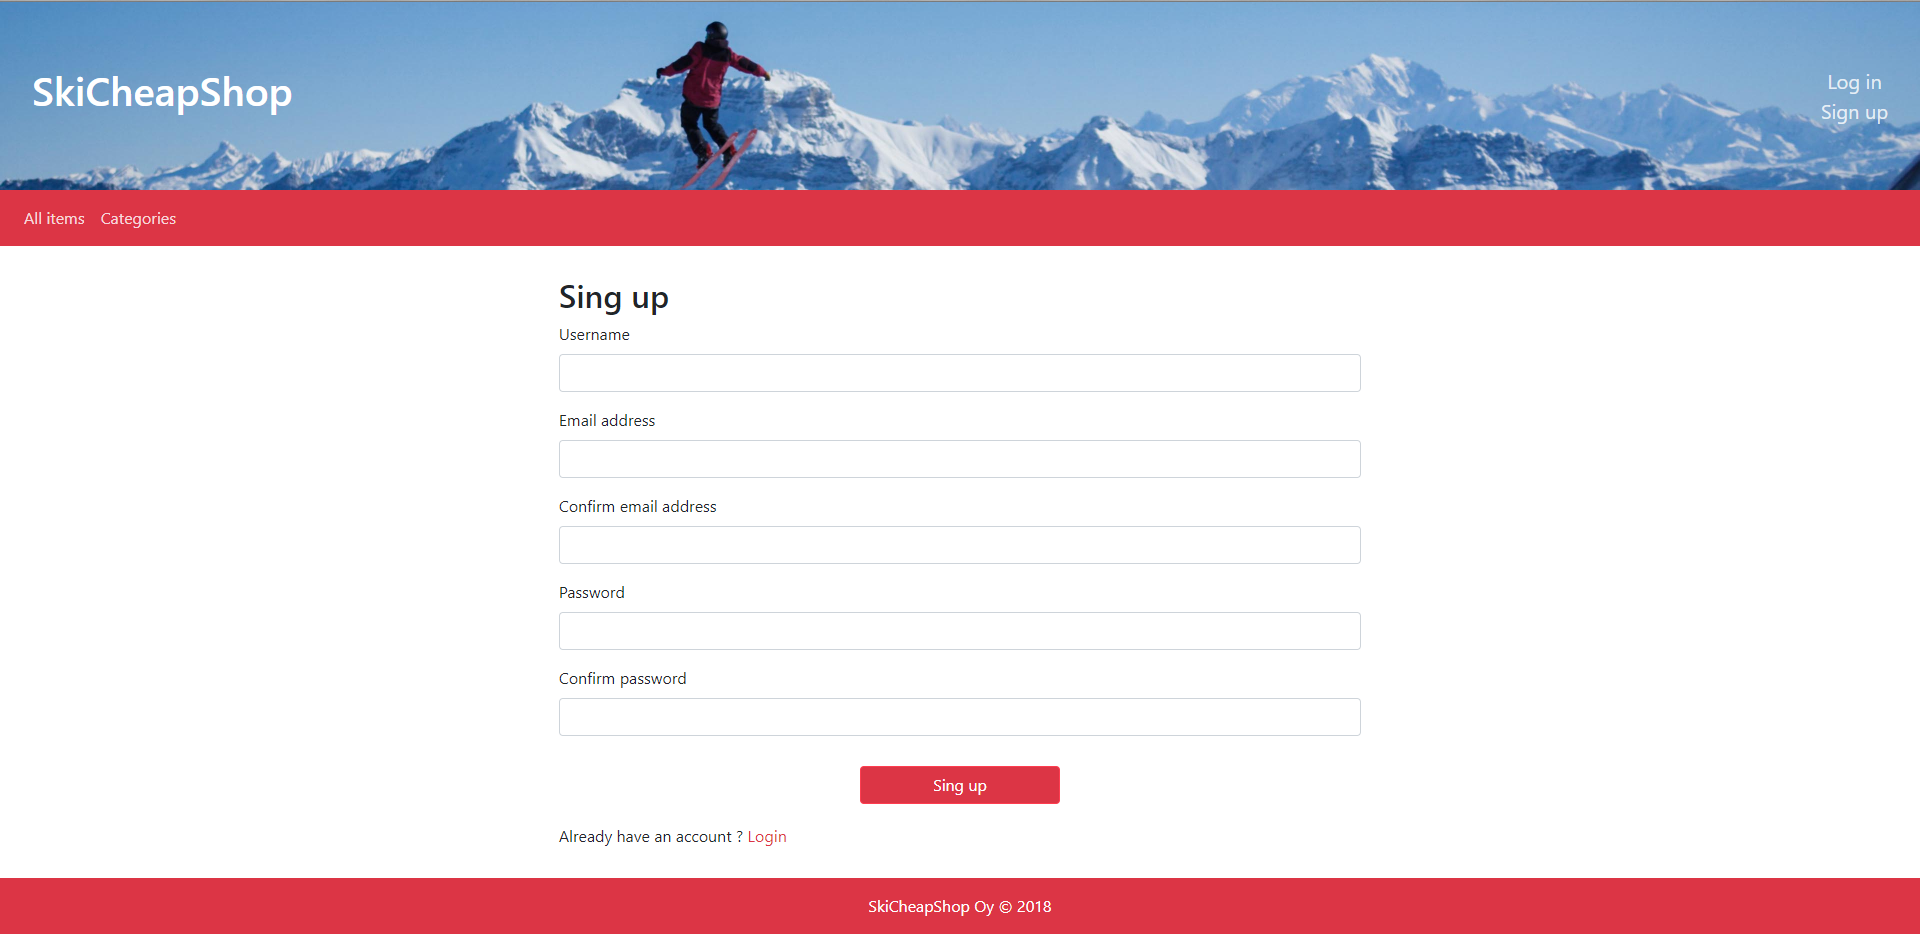 SkiCheapShop
Log in
Sign up
All items
Categories
Sing up
Username
Email address
Confirm email address
Password
Confirm password
Sing up
Already have an account ? Login
SkiCheapShop Oy © 2018